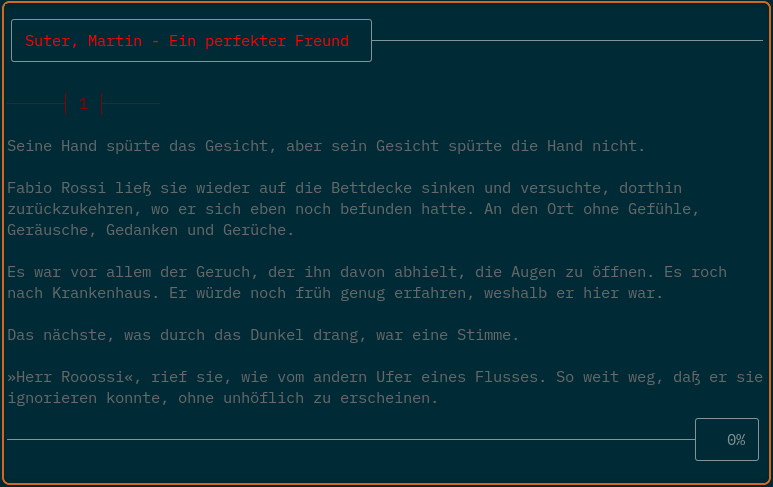 Suter, Martin - Ein perfekter Freund
1
Seine Hand spürte das Gesicht, aber sein Gesicht spürte die Hand nicht.
Fabio Rossi ließ sie wieder auf die Bettdecke sinken und versuchte, dorthin
zurückzukehren, wo er sich eben noch befunden hatte. An den Ort ohne Gefühle,
Geräusche, Gedanken und Gerüche.
Es war vor allem der Geruch, der ihn davon abhielt, die Augen zu öffnen. Es roch
nach Krankenhaus. Er würde noch früh genug erfahren, weshalb er hier war.
Das nächste, was durch das Dunkel drang, war eine Stimme.
»Herr Rooossi«, rief sie, wie vom andern Ufer eines Flusses. So weit weg, daß er sie
ignorieren konnte, ohne unhöflich zu erscheinen.
0%